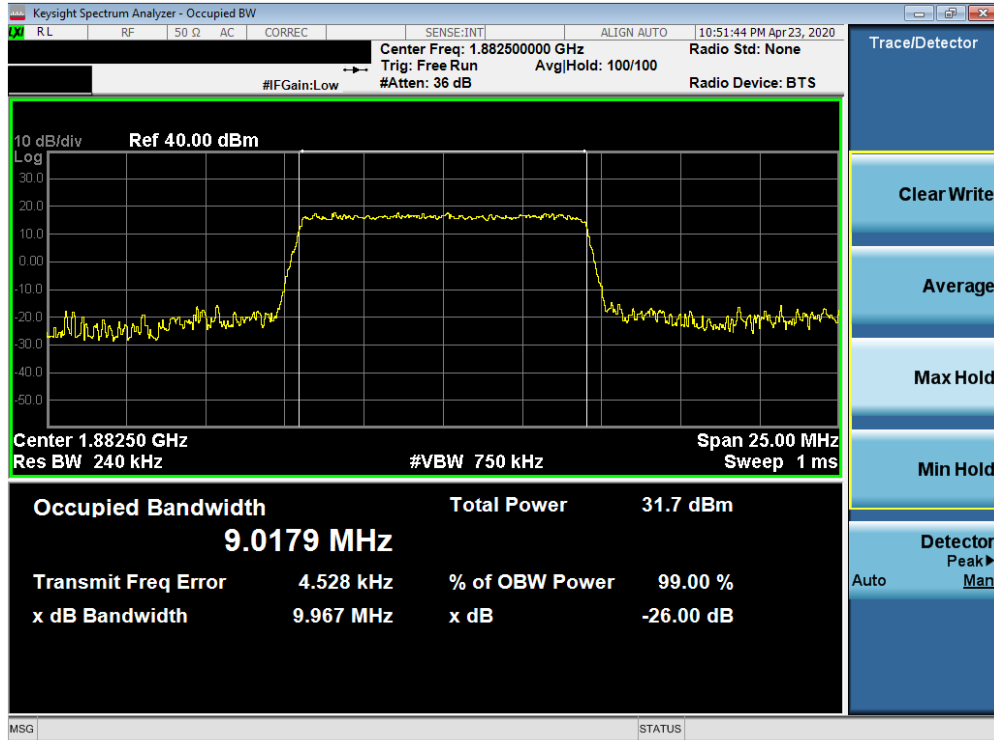 Keysight Spectrum Analyzer - Occupied BW
LXI RL RF 50 Ω AC CORREC SENSE:INT ALIGN AUTO 10:51:44 PM Apr 23, 2020
Center Freq: 1.882500000 GHz Radio Std: None
Trig: Free Run Avg|Hold: 100/100
#IFGain:Low #Atten: 36 dB Radio Device: BTS
10 dB/div Ref 40.00 dBm
Log
30.0
20.0
10.0
0.00
-10.0
-20.0
-30.0
-40.0
-50.0
Center 1.88250 GHz Span 25.00 MHz
Res BW 240 kHz #VBW 750 kHz Sweep 1 ms
Occupied Bandwidth Total Power 31.7 dBm
9.0179 MHz
Transmit Freq Error 4.528 kHz % of OBW Power 99.00 %
x dB Bandwidth 9.967 MHz x dB -26.00 dB
MSG STATUS
Trace/Detector
Clear Write
Average
Max Hold
Min Hold
Detector
Peak▶
Auto Man